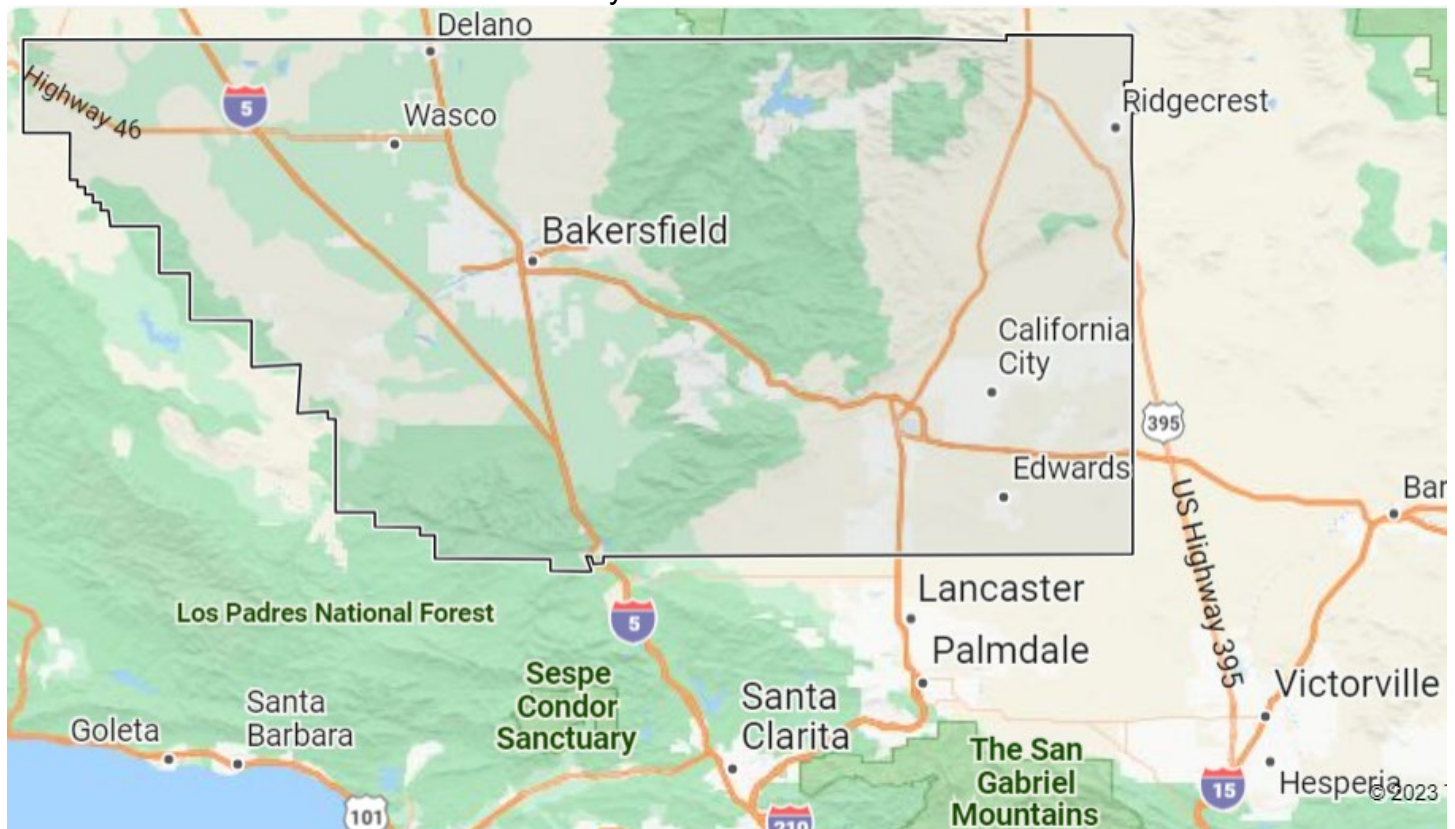 Delano
Highway 46
5
Wasco
Ridgecrest
Bakersfield
California
City
395
Edwards
Bar
US Highway 395
Lancaster
Los Padres National Forest
5
Palmdale
Sespe
Condor
Sanctuary
Santa
Clarita
Victorville
Goleta
Santa
Barbara
The San
Gabriel
Mountains
15
Hesperia
© 2023
101
210